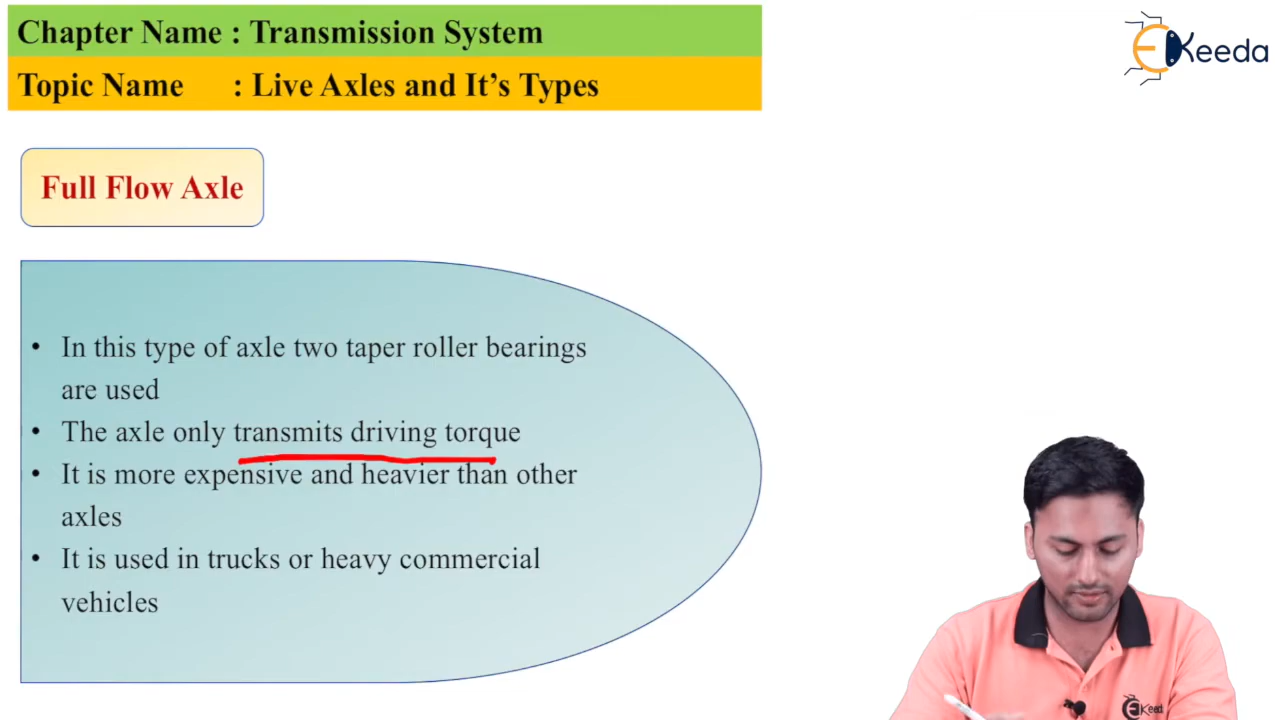 Chapter Name : Transmission System
Topic Name : Live Axles and It's Types
EKeeda
Full Flow Axle
• In this type of axle two taper roller bearings
are used
• The axle only transmits driving torque
• It is more expensive and heavier than other
axles
• It is used in trucks or heavy commercial
vehicles
EKeeda